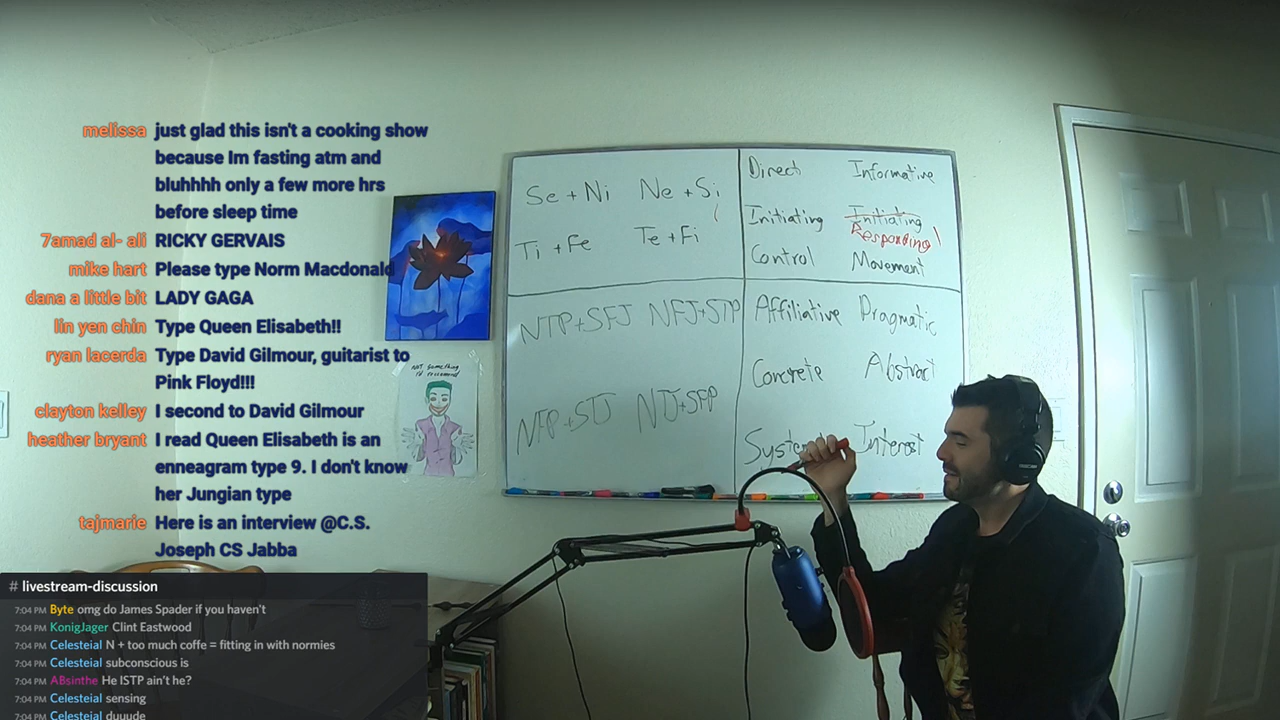 melissa just glad this isn't a cooking show
because Im fasting atm and
bluhhhh only a few more hrs
before sleep time
7amad al- ali RICKY GERVAIS
mike hart Please type Norm Macdonald
dana a little bit LADY GAGA
lin yen chin Type Queen Elisabeth!!
ryan lacerda Type David Gilmour, guitarist to
Pink Floyd!!!
clayton kelley I second to David Gilmour
heather bryant I read Queen Elisabeth is an
enneagram type 9. I don't know
her Jungian type
tajmarie Here is an interview @C.S.
Joseph CS Jabba
# livestream-discussion
7:04 PM Byte omg do James Spader if you haven't
7:04 PM KonigJager Clint Eastwood
7:04 PM Celesteial N + too much coffe = fitting in with normies
7:04 PM Celesteial subconscious is
7:04 PM ABsinthe He ISTP ain't he?
7:04 PM Celesteial sensing
7:04 PM Celesteial duuude
NOT something
I'd recommend
Se + Ni Ne + Si
Ti + Fe Te + Fi
NTP+SFJ NFJ+STP
NFP+STJ NTJ+SFP
Direct Informative
Initiating Initiating
Responding
Control Movement
Affiliative Pragmatic
Concrete Abstract
Interest